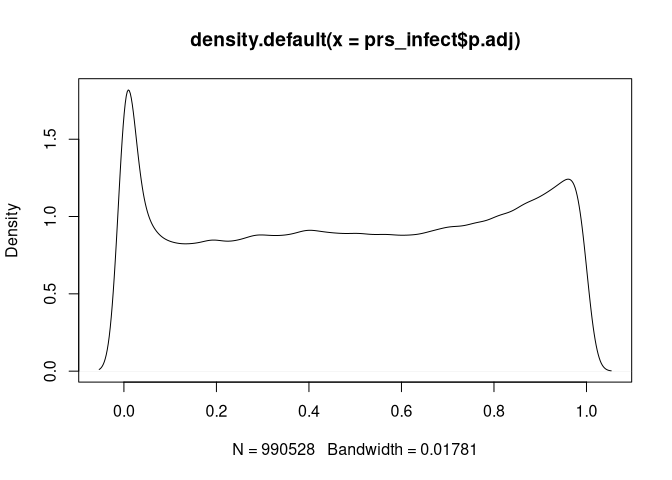 density.default(x = prs_infect$p.adj)
Density
1.5
1.0
0.5
0.0
0.0 0.2 0.4 0.6 0.8 1.0
N = 990528 Bandwidth = 0.01781